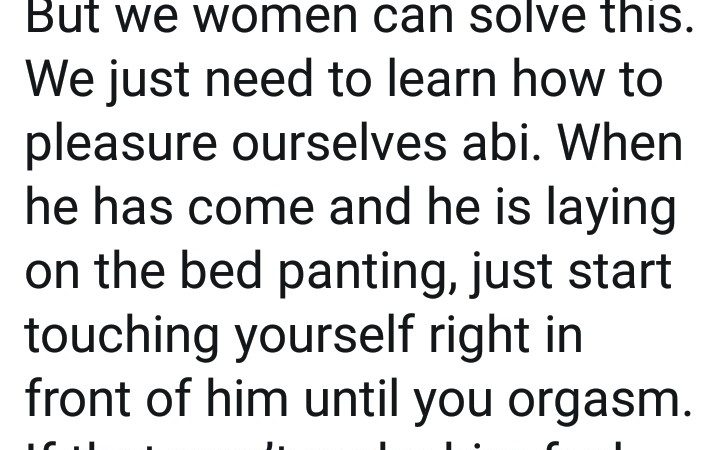 But we women can solve this.
We just need to learn how to
pleasure ourselves abi. When
he has come and he is laying
on the bed panting, just start
touching yourself right in
front of him until you orgasm.
If that